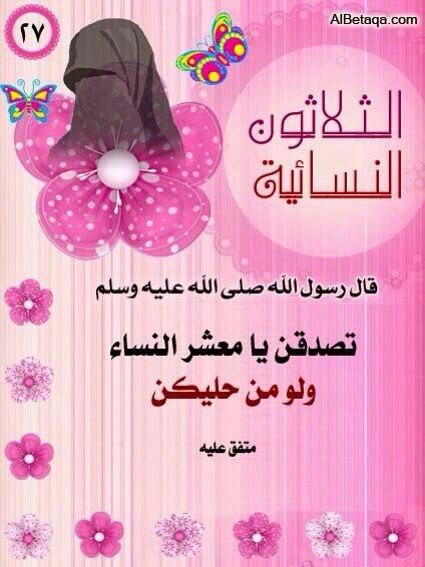 AlBetaqa.com
٢٧
الثلاثون
النسائية
قال رسول الله صلى الله عليه وسلم
تصدقن يا معشر النساء
ولو من حليكن
متفق عليه